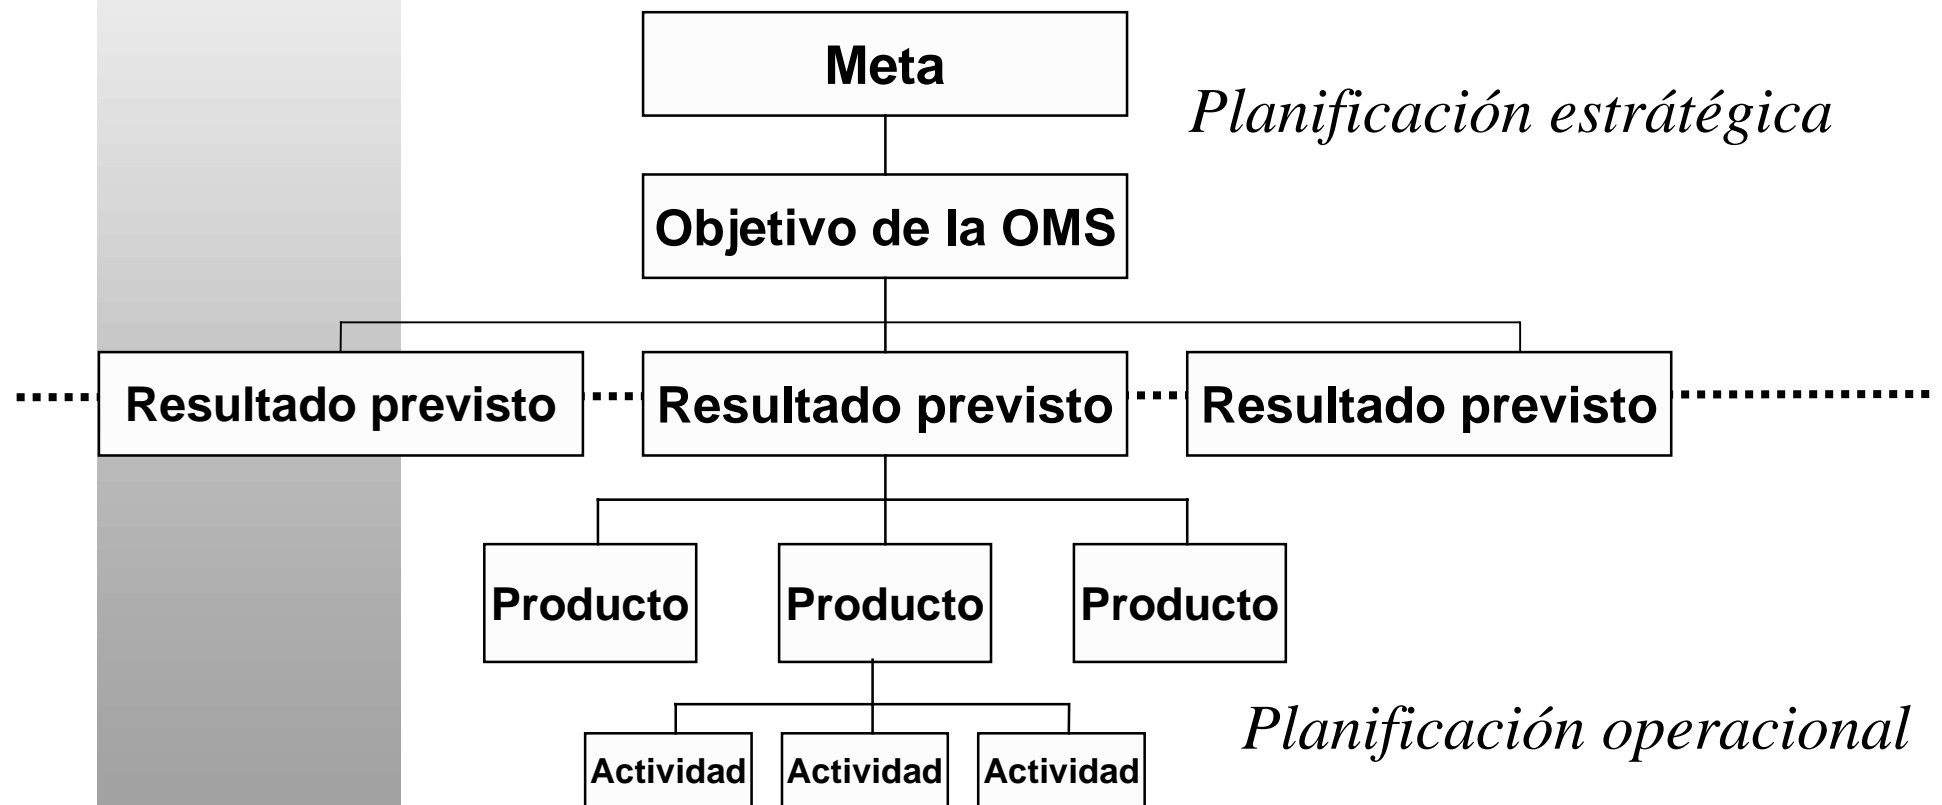 Meta
Planificación estrátégica
Objetivo de la OMS
Resultado previsto
Resultado previsto
Resultado previsto
Producto
Producto
Producto
Planificación operacional
Actividad
Actividad
Actividad